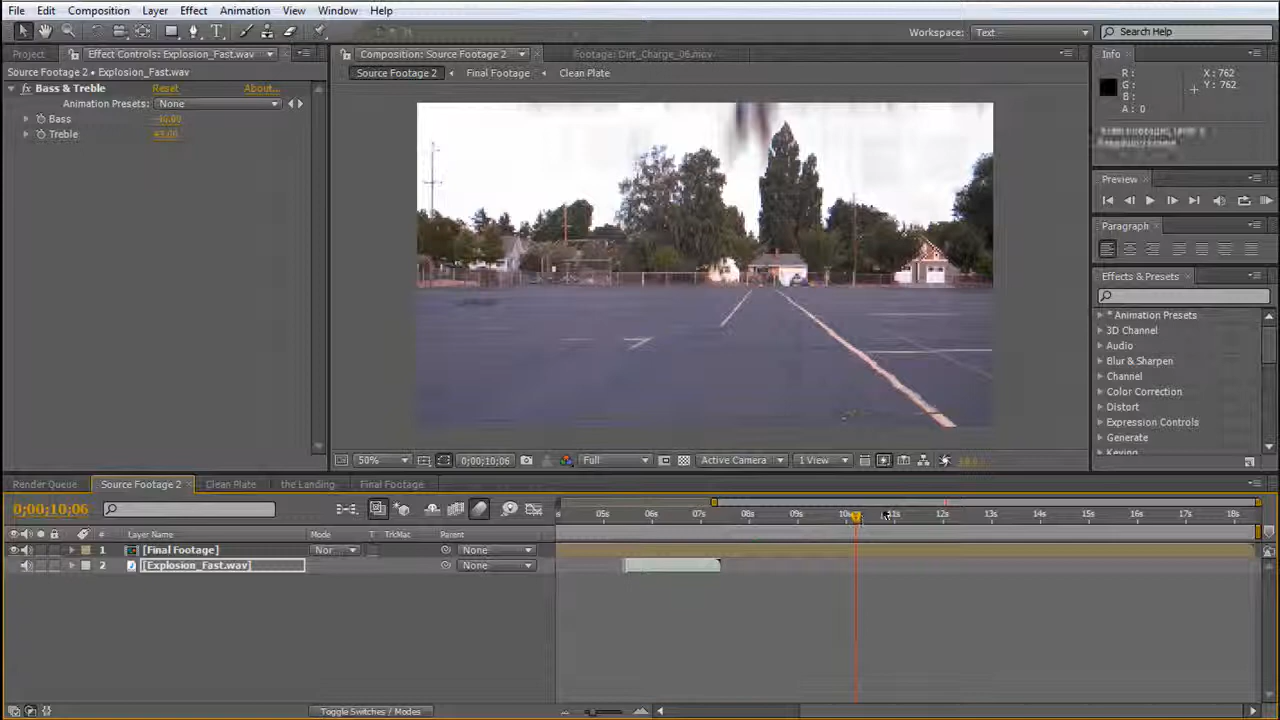 File Edit Composition Layer Effect Animation View Window Help
Workspace: Text Search Help
Project Effect Controls: Explosion_Fast.wav
Composition: Source Footage 2 Footage: Dirt_Charge_06.mov
Info
Source Footage 2 • Explosion_Fast.wav
Source Footage 2 Final Footage Clean Plate
fx Bass & Treble Reset About...
Animation Presets: None
Bass
Treble
R: X: 762
G: Y: 762
B:
A: 0
Preview
Paragraph
Effects & Presets
* Animation Presets
3D Channel
Audio
Blur & Sharpen
Channel
Color Correction
Distort
Expression Controls
Generate
Keying
50% 0;00;10;06 Full Active Camera 1 View
Render Queue Source Footage 2 Clean Plate the Landing Final Footage
0;00;10;06
05s 06s 07s 08s 09s 10s 11s 12s 13s 14s 15s 16s 17s 18s
# Layer Name Mode T TrkMat Parent
1 [Final Footage] Nor... None
2 [Explosion_Fast.wav] None
Toggle Switches / Modes